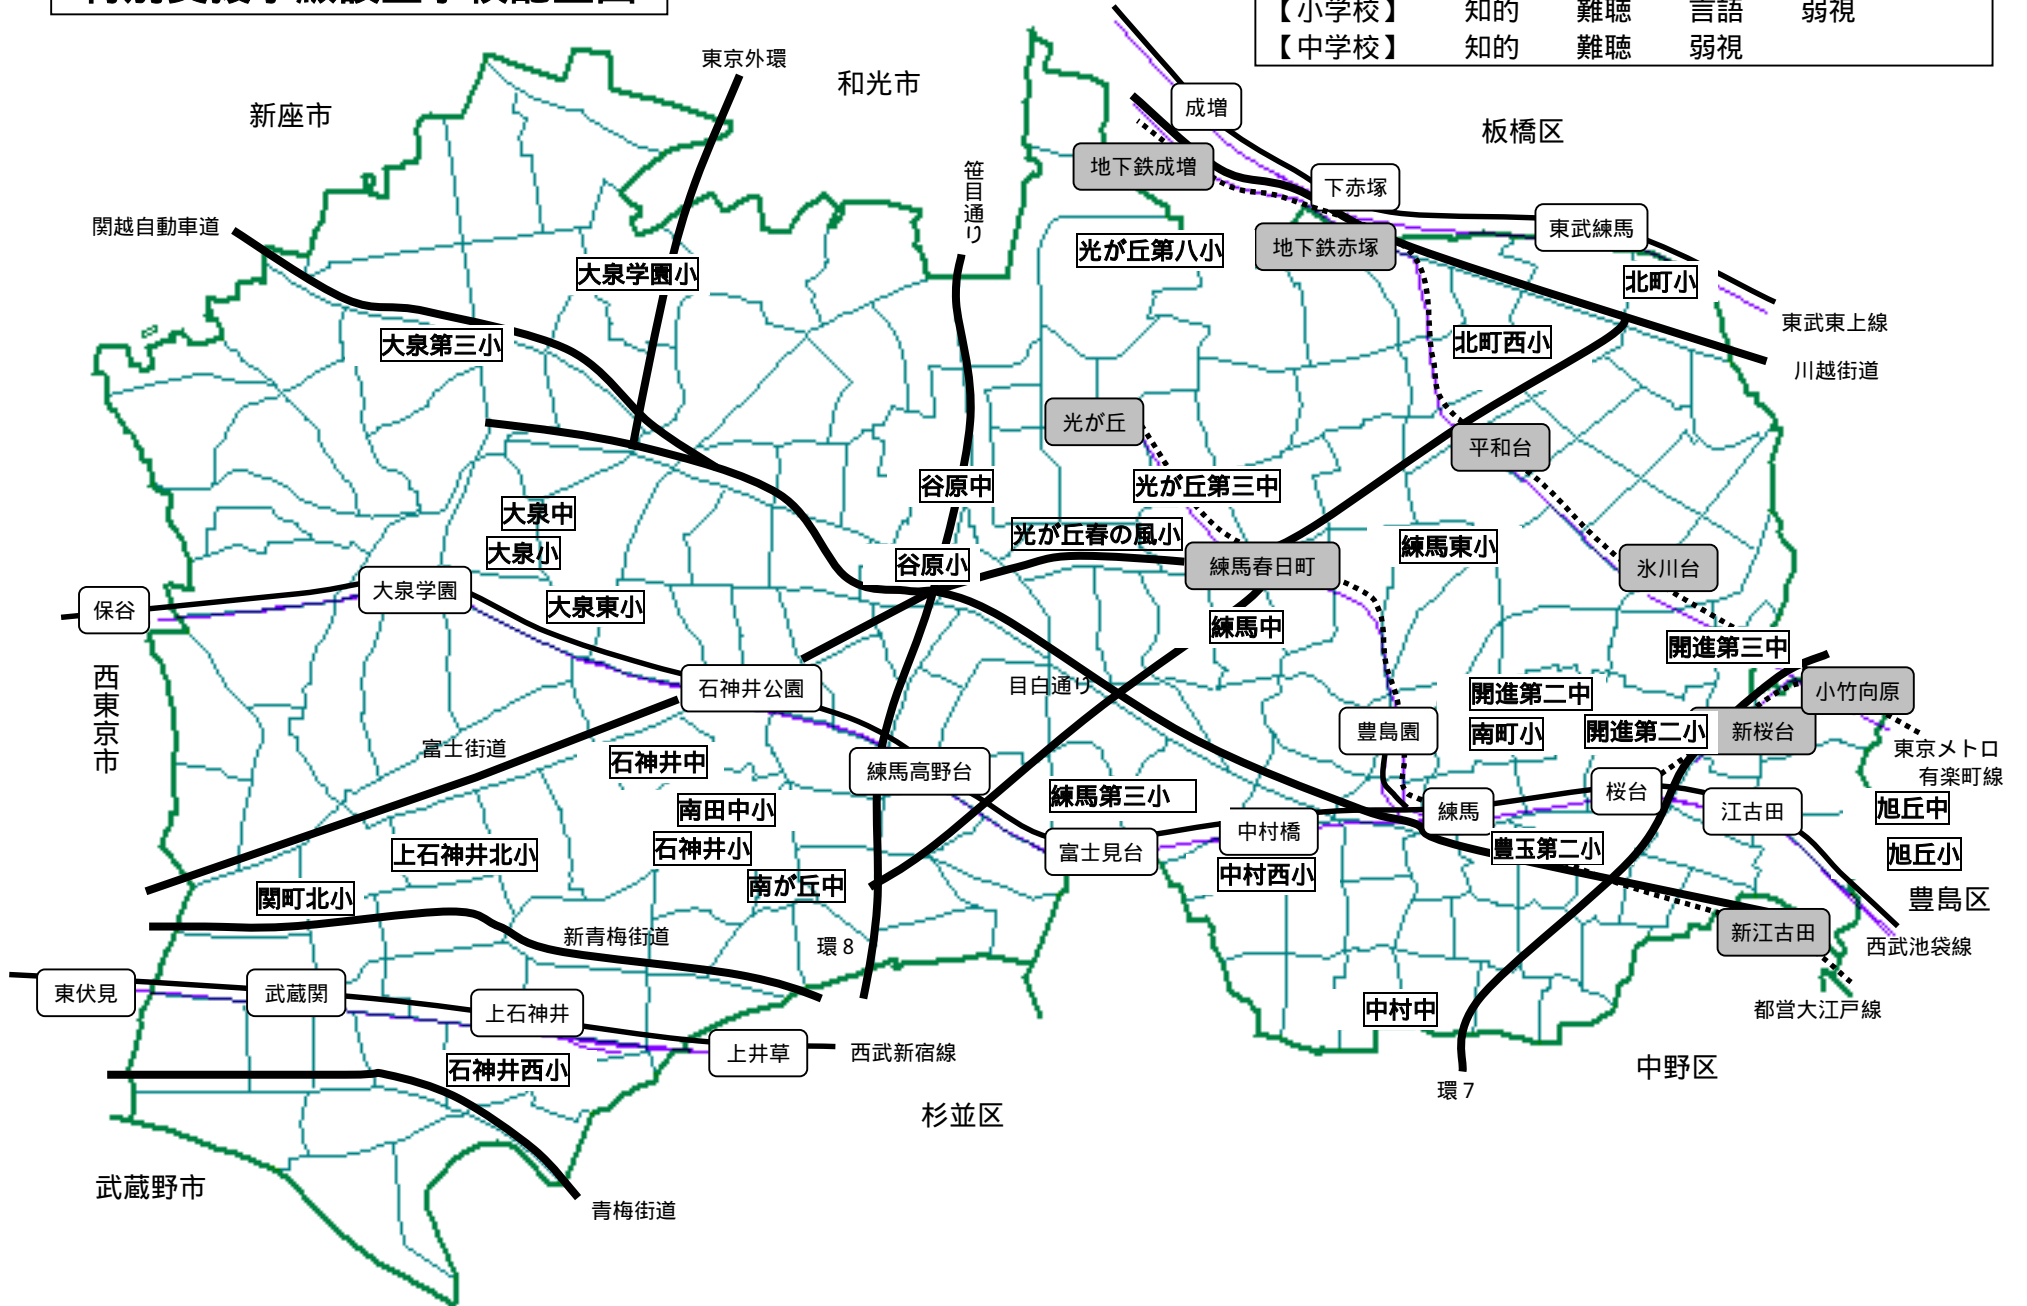 特別支援学級設置学校配置図
【小学校】 知的 難聴 言語 弱視
【中学校】 知的 難聴 弱視
東京外環
和光市
新座市
成増
板橋区
地下鉄成増
下赤塚
笹目通り
関越自動車道
東武練馬
地下鉄赤塚
光が丘第八小
大泉学園小
北町小
東武東上線
大泉第三小
北町西小
川越街道
光が丘
平和台
谷原中
光が丘第三中
大泉中
光が丘春の風小
練馬東小
大泉小
谷原小
練馬春日町
氷川台
大泉学園
保谷
大泉東小
練馬中
開進第三中
西東京市
石神井公園
目白通り
開進第二中
小竹向原
豊島園
南町小
開進第二小
新桜台
富士街道
東京メトロ
有楽町線
石神井中
練馬高野台
練馬第三小
桜台
南田中小
練馬
江古田
旭丘中
中村橋
石神井小
上石神井北小
富士見台
豊玉第二小
旭丘小
中村西小
南が丘中
関町北小
豊島区
新青梅街道
環8
新江古田
西武池袋線
東伏見
武蔵関
上石神井
中村中
都営大江戸線
上井草
西武新宿線
石神井西小
中野区
環7
杉並区
武蔵野市
青梅街道